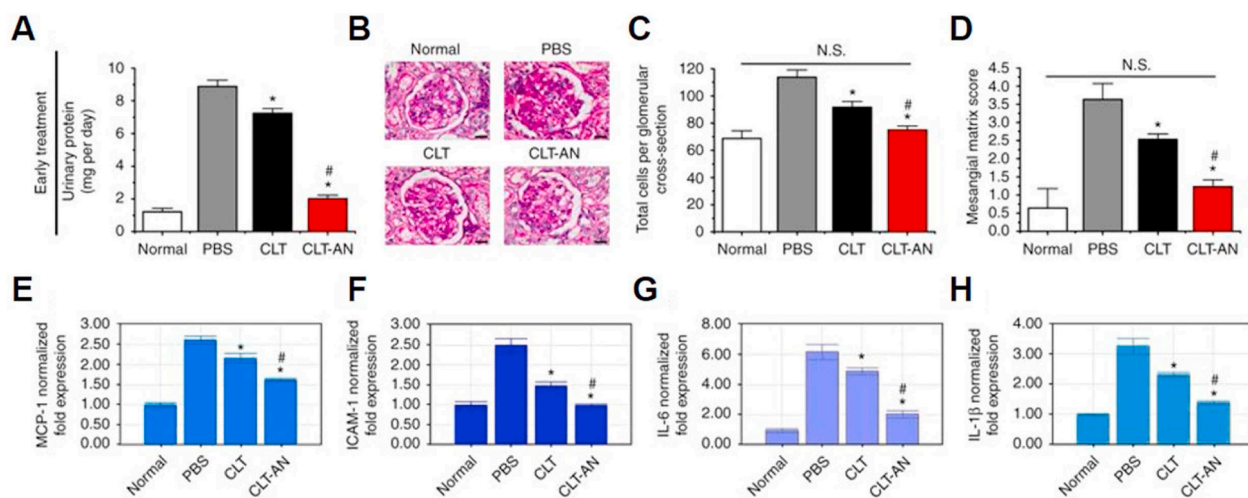 A
Early treatment
Urinary protein
(mg per day)
10
8
6
4
2
0
Normal PBS CLT CLT-AN
*
#
*
B
Normal PBS
CLT CLT-AN
C
Total cells per glomerular
cross-section
120
100
80
60
40
20
0
N.S.
*
#
*
Normal PBS CLT CLT-AN
D
Mesangial matrix score
4.5
3.5
3.5
2.5
2.5
1.5
1.5
0.5
0.5
N.S.
*
#
*
Normal PBS CLT CLT-AN
E
MCP-1 normalized
fold expression
3.00
2.50
2.00
1.50
1.00
0.50
0.00
*
#
*
Normal PBS CLT CLT-AN
F
ICAM-1 normalized
fold expression
3.00
2.50
2.00
1.50
1.00
0.50
0.00
*
#
*
Normal PBS CLT CLT-AN
G
IL-6 normalized
fold expression
8.00
6.00
4.00
2.00
0.00
*
#
*
Normal PBS CLT CLT-AN
H
IL-1β normalized
fold expression
4.00
3.00
2.00
1.00
0.00
*
#
*
Normal PBS CLT CLT-AN